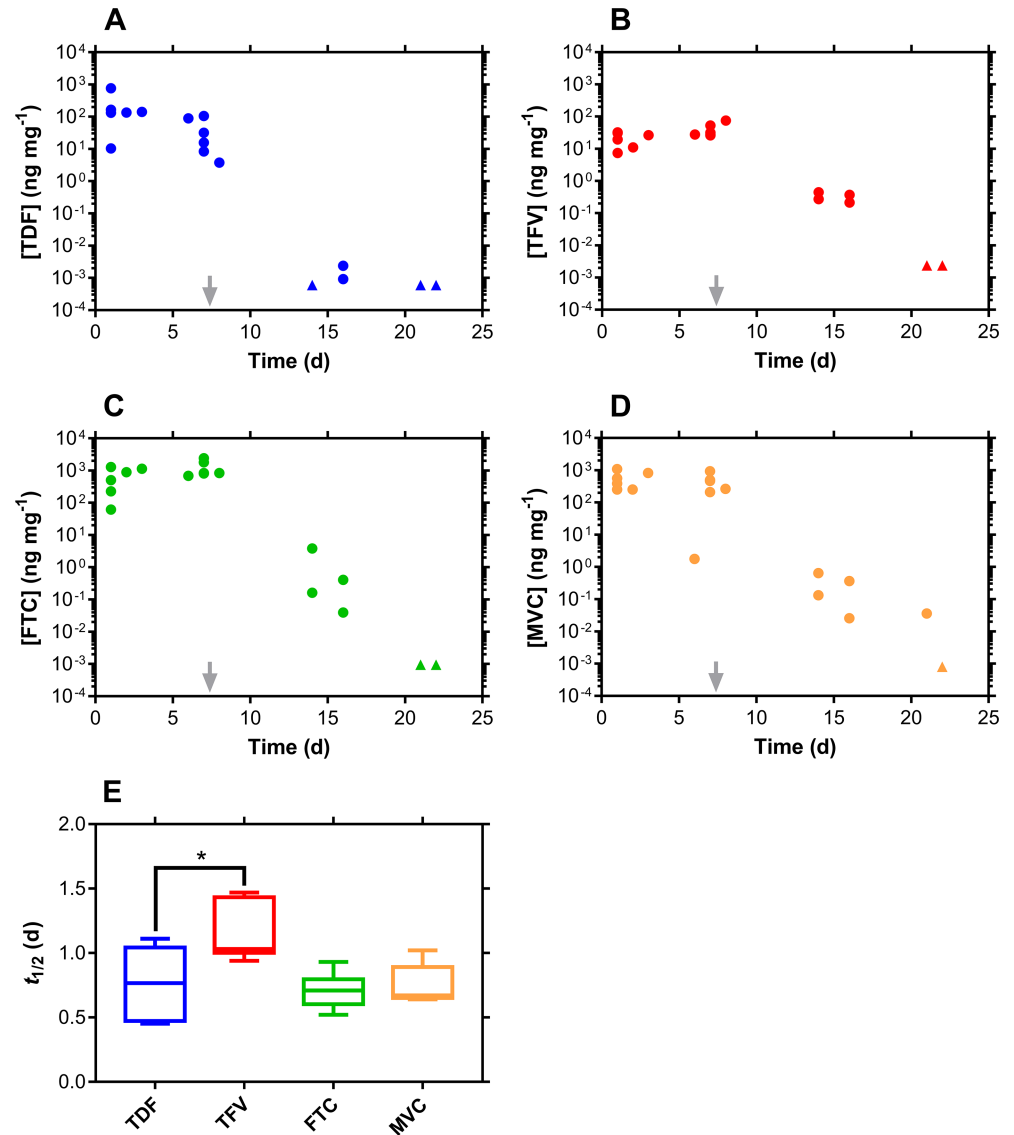 A
[TDF] (ng mg⁻¹)
10⁴
10³
10²
10¹
10⁰
10⁻¹
10⁻²
10⁻³
10⁻⁴
0 5 10 15 20 25
Time (d)
B
[TFV] (ng mg⁻¹)
10⁴
10³
10²
10¹
10⁰
10⁻¹
10⁻²
10⁻³
10⁻⁴
0 5 10 15 20 25
Time (d)
C
[FTC] (ng mg⁻¹)
10⁴
10³
10²
10¹
10⁰
10⁻¹
10⁻²
10⁻³
10⁻⁴
0 5 10 15 20 25
Time (d)
D
[MVC] (ng mg⁻¹)
10⁴
10³
10²
10¹
10⁰
10⁻¹
10⁻²
10⁻³
10⁻⁴
0 5 10 15 20 25
Time (d)
E
t1/2 (d)
2.0
1.5
1.0
0.5
0.0
*
TDF TFV FTC MVC